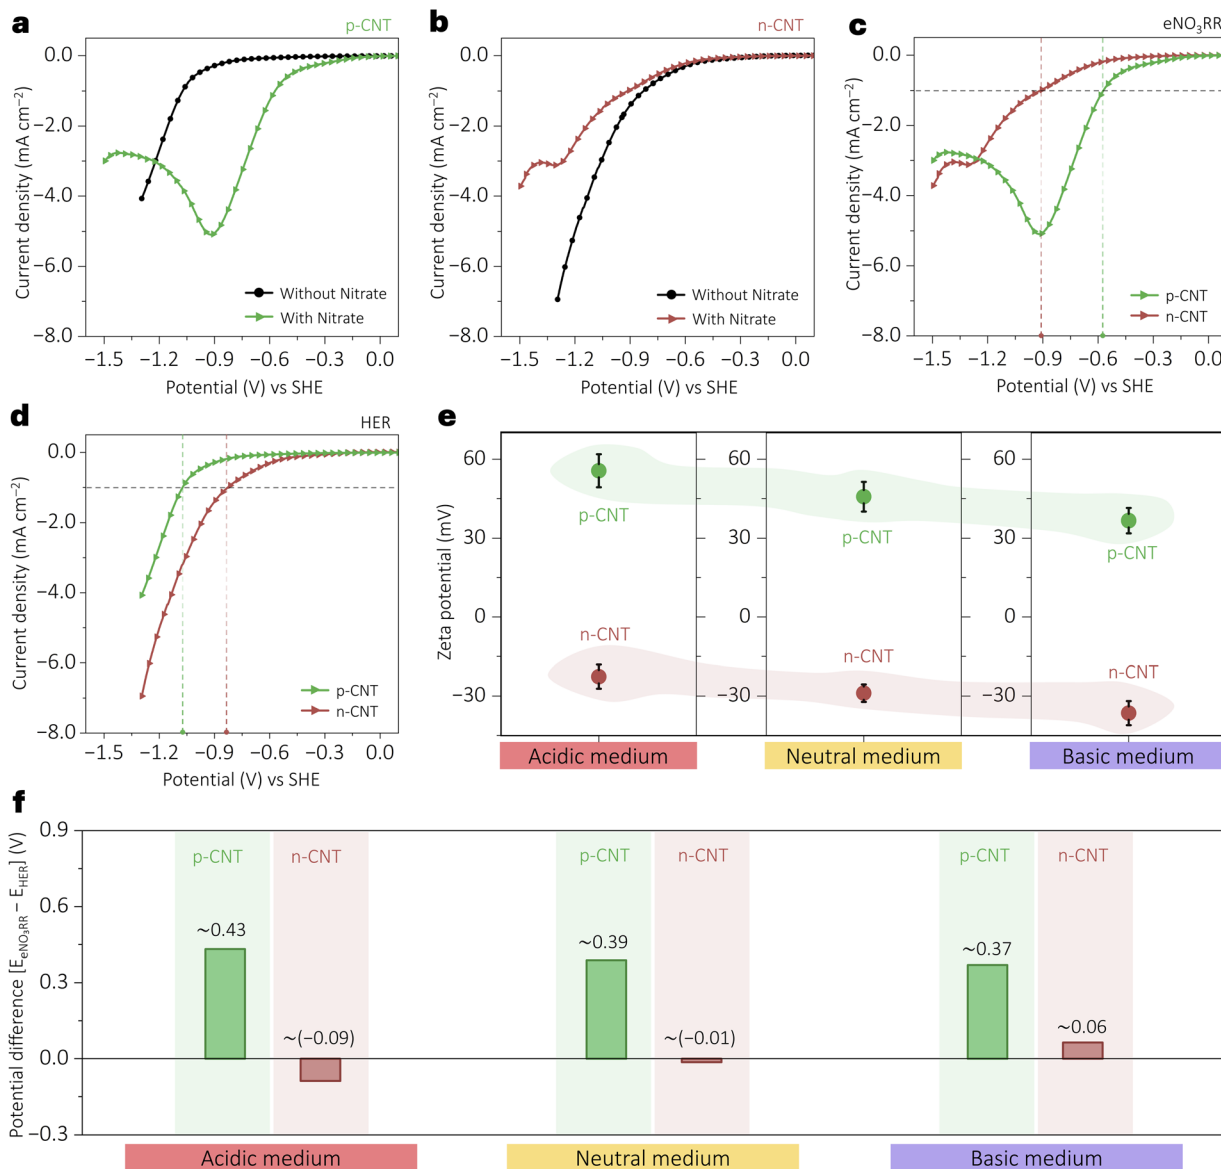 a
p-CNT
0.0
−2.0
−4.0
−6.0
−8.0
Current density (mA cm⁻²)
Without Nitrate
With Nitrate
−1.5 −1.2 −0.9 −0.6 −0.3 0.0
Potential (V) vs SHE
b
n-CNT
0.0
−2.0
−4.0
−6.0
−8.0
Current density (mA cm⁻²)
Without Nitrate
With Nitrate
−1.5 −1.2 −0.9 −0.6 −0.3 0.0
Potential (V) vs SHE
c
eNO₃RR
0.0
−2.0
−4.0
−6.0
−8.0
Current density (mA cm⁻²)
p-CNT
n-CNT
−1.5 −1.2 −0.9 −0.6 −0.3 0.0
Potential (V) vs SHE
d
HER
0.0
−2.0
−4.0
−6.0
−8.0
Current density (mA cm⁻²)
p-CNT
n-CNT
−1.5 −1.2 −0.9 −0.6 −0.3 0.0
Potential (V) vs SHE
e
Zeta potential (mV)
60 60 60
30 30 30
0 0 0
−30 −30 −30
p-CNT p-CNT p-CNT
n-CNT n-CNT n-CNT
Acidic medium Neutral medium Basic medium
f
Potential difference [E_eNO₃RR − E_HER] (V)
0.9
0.6
0.3
0.0
−0.3
p-CNT n-CNT p-CNT n-CNT p-CNT n-CNT
~0.43 ~(−0.09) ~0.39 ~(−0.01) ~0.37 ~0.06
Acidic medium Neutral medium Basic medium